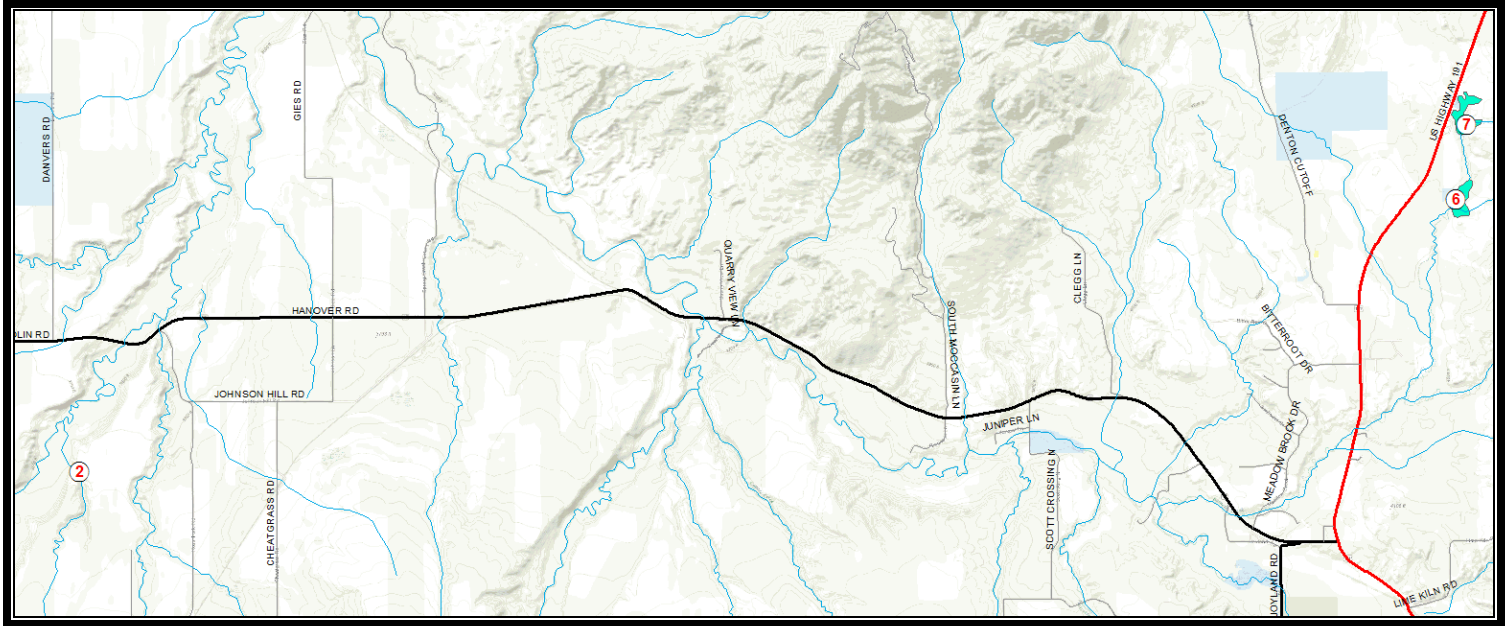 US HIGHWAY 191
GIES RD
DANVERS RD
7
DENTON CUTOFF
6
QUARRY VIEW LN
CLEGG LN
HANOVER RD
LIN RD
SOUTH MOCCASIN LN
BITTERROOT DR
JOHNSON HILL RD
JUNIPER LN
MEADOW BROOK DR
2
CHEATGRASS RD
SCOTT CROSSING N
JOYLAND RD
LIME KILN RD